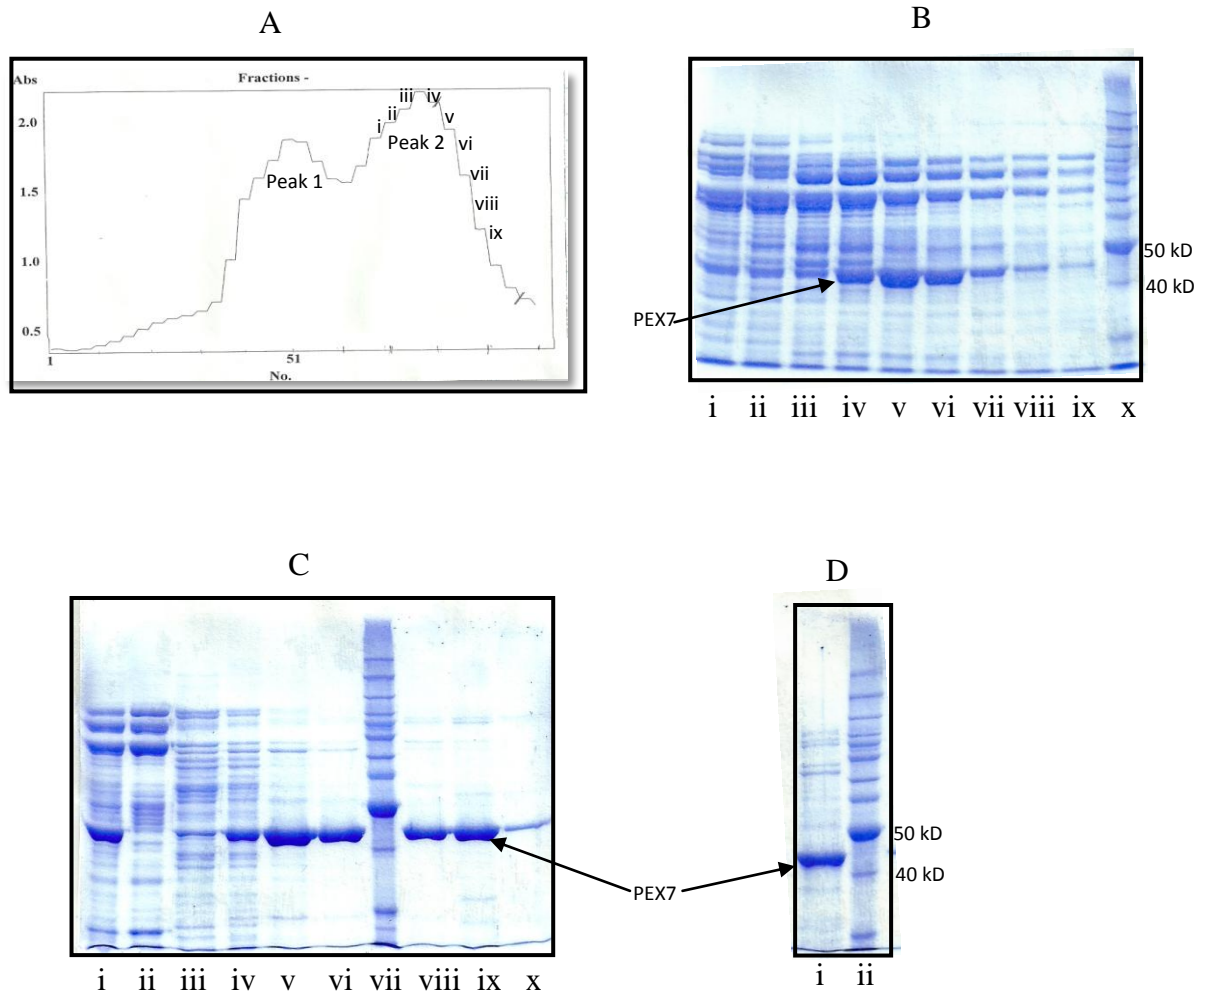 A
Abs
Fractions -
2.0
1.5
1.0
0.5
i
ii
iii
iv
v
vi
vii
viii
ix
Peak 1
Peak 2
1
51
No.
B
50 kD
40 kD
PEX7
i ii iii iv v vi vii viii ix x
C
i ii iii iv v vi vii viii ix x
PEX7
D
50 kD
40 kD
i ii